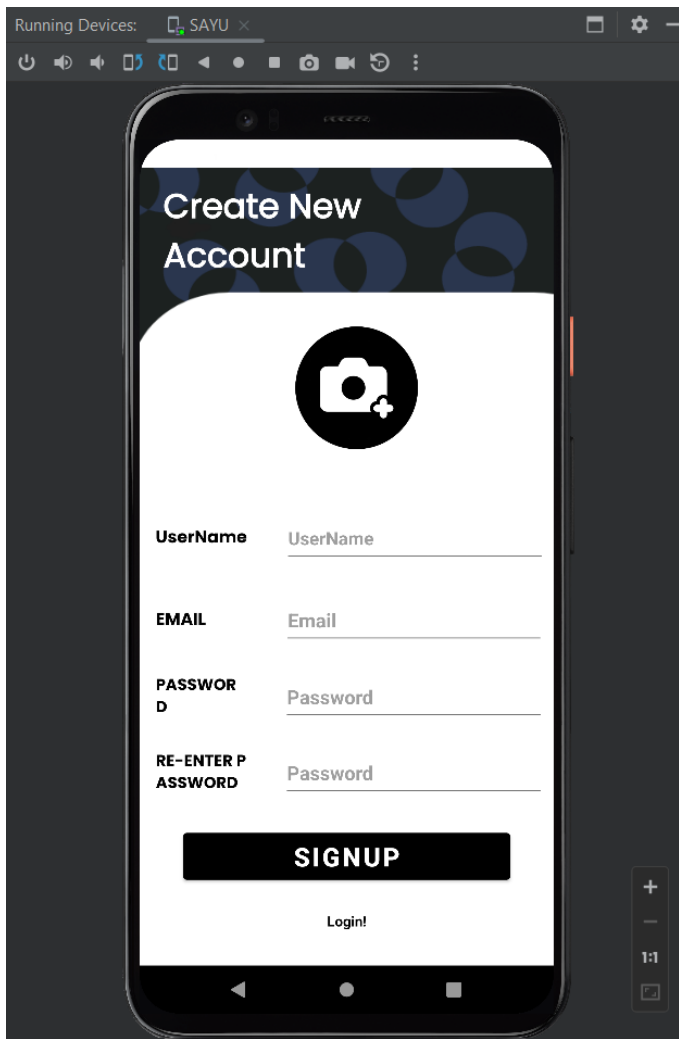 Running Devices: SAYU
Create New
Account
UserName UserName
EMAIL Email
PASSWOR
D
Password
RE-ENTER P
ASSWORD
Password
SIGNUP
Login!
1:1